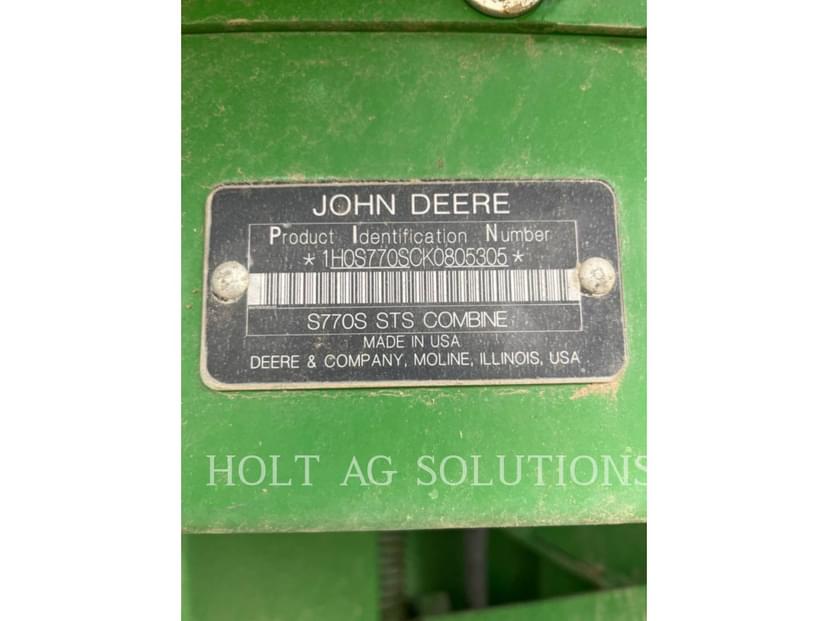 JOHN DEERE
Product Identification Number
*1H0S770SCK0805305*
S770S STS COMBINE
MADE IN USA
DEERE & COMPANY, MOLINE, ILLINOIS, USA
HOLT AG SOLUTIONS